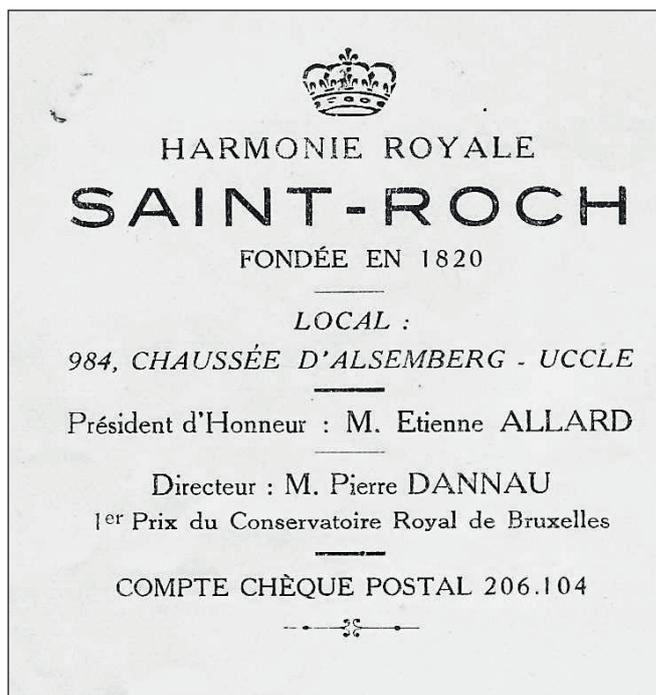 HARMONIE ROYALE
SAINT-ROCH
FONDÉE EN 1820
LOCAL :
984, CHAUSSÉE D'ALSEMBERG - UCCLE
Président d'Honneur : M. Etienne ALLARD
Directeur : M. Pierre DANNAU
1er Prix du Conservatoire Royal de Bruxelles
COMPTE CHÈQUE POSTAL 206.104